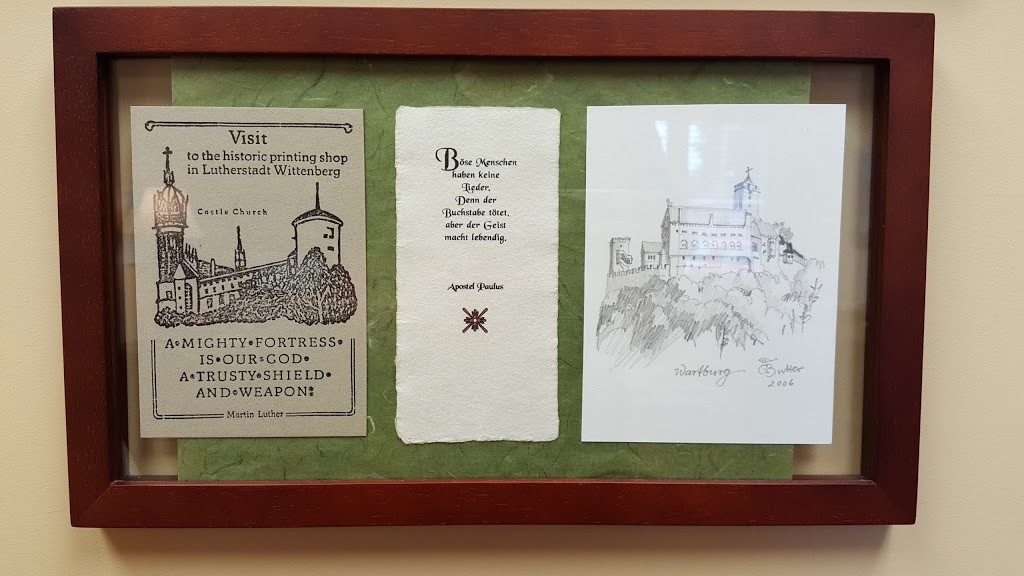 Visit
to the historic printing shop
in Lutherstadt Wittenberg
Castle Church
A•MIGHTY•FORTRESS•
IS•OUR•GOD•
A•TRUSTY•SHIELD•
AND•WEAPON•
Martin Luther
Böse Menschen
haben keine
Lieder.
Denn der
Buchstabe tötet,
aber der Geist
macht lebendig.
Apostel Paulus
Wartburg
Butter
2006